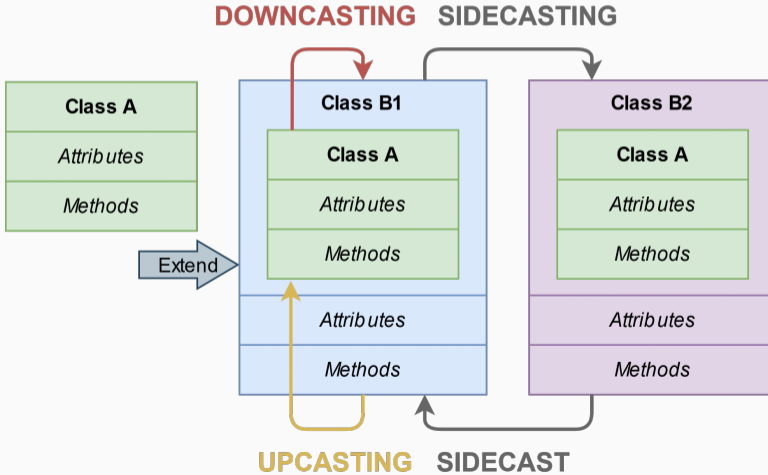 DOWNCASTING SIDECASTING
Class A
Attributes
Methods
Extend
Class B1
Class A
Attributes
Methods
Attributes
Methods
Class B2
Class A
Attributes
Methods
Attributes
Methods
UPCASTING SIDECAST